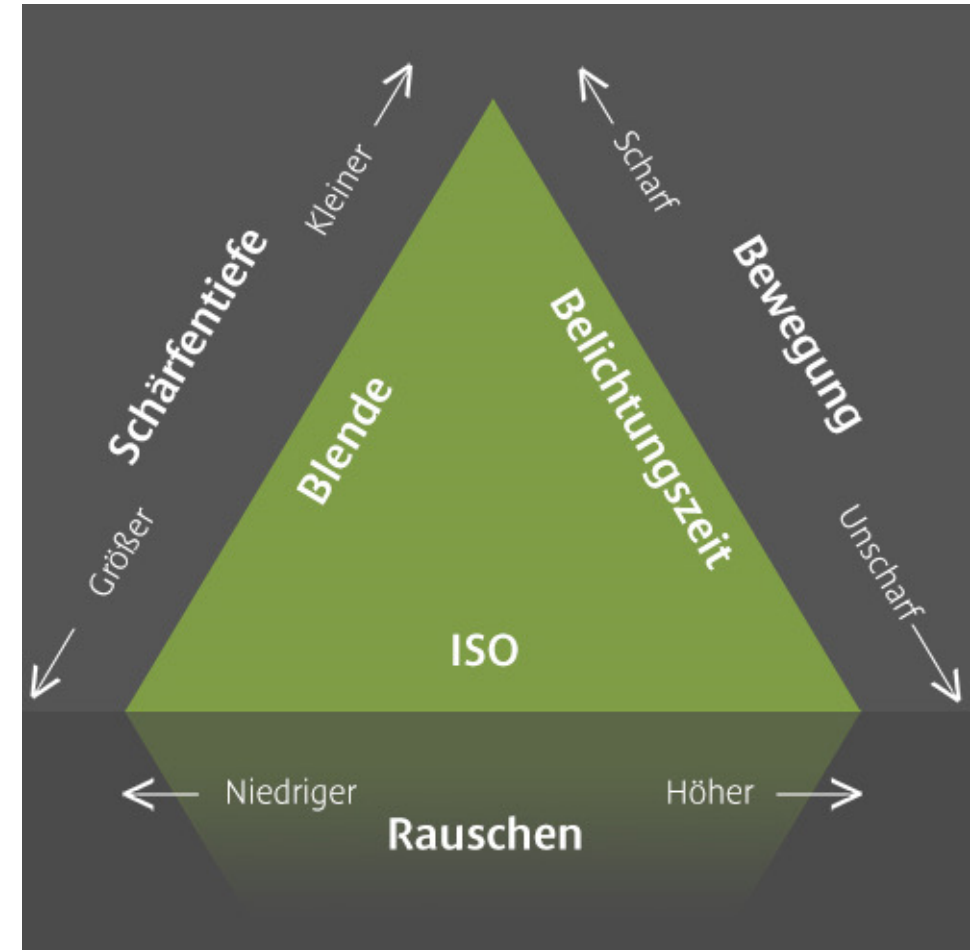 Kleiner
Schärfentiefe
Größer
Blende
Scharf
Bewegung
Unscharf
Belichtungszeit
ISO
Niedriger
Höher
Rauschen